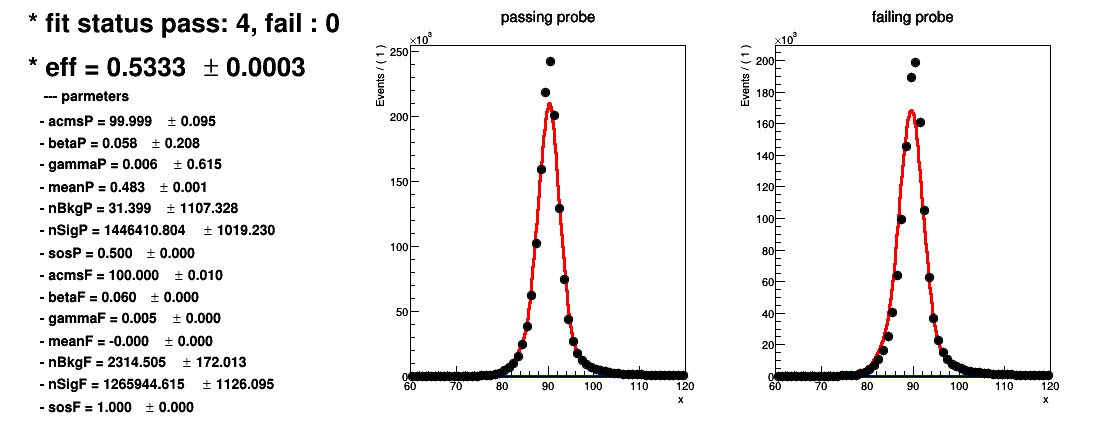 * fit status pass: 4, fail : 0
* eff = 0.5333 ± 0.0003
--- parmeters
- acmsP = 99.999 ± 0.095
- betaP = 0.058 ± 0.208
- gammaP = 0.006 ± 0.615
- meanP = 0.483 ± 0.001
- nBkgP = 31.399 ± 1107.328
- nSigP = 1446410.804 ± 1019.230
- sosP = 0.500 ± 0.000
- acmsF = 100.000 ± 0.010
- betaF = 0.060 ± 0.000
- gammaF = 0.005 ± 0.000
- meanF = -0.000 ± 0.000
- nBkgF = 2314.505 ± 172.013
- nSigF = 1265944.615 ± 1126.095
- sosF = 1.000 ± 0.000
passing probe
×10³
Events / ( 1 )
250
200
150
100
50
0
60 70 80 90 100 110 120
x
failing probe
×10³
Events / ( 1 )
200
180
160
140
120
100
80
60
40
20
0
60 70 80 90 100 110 120
x